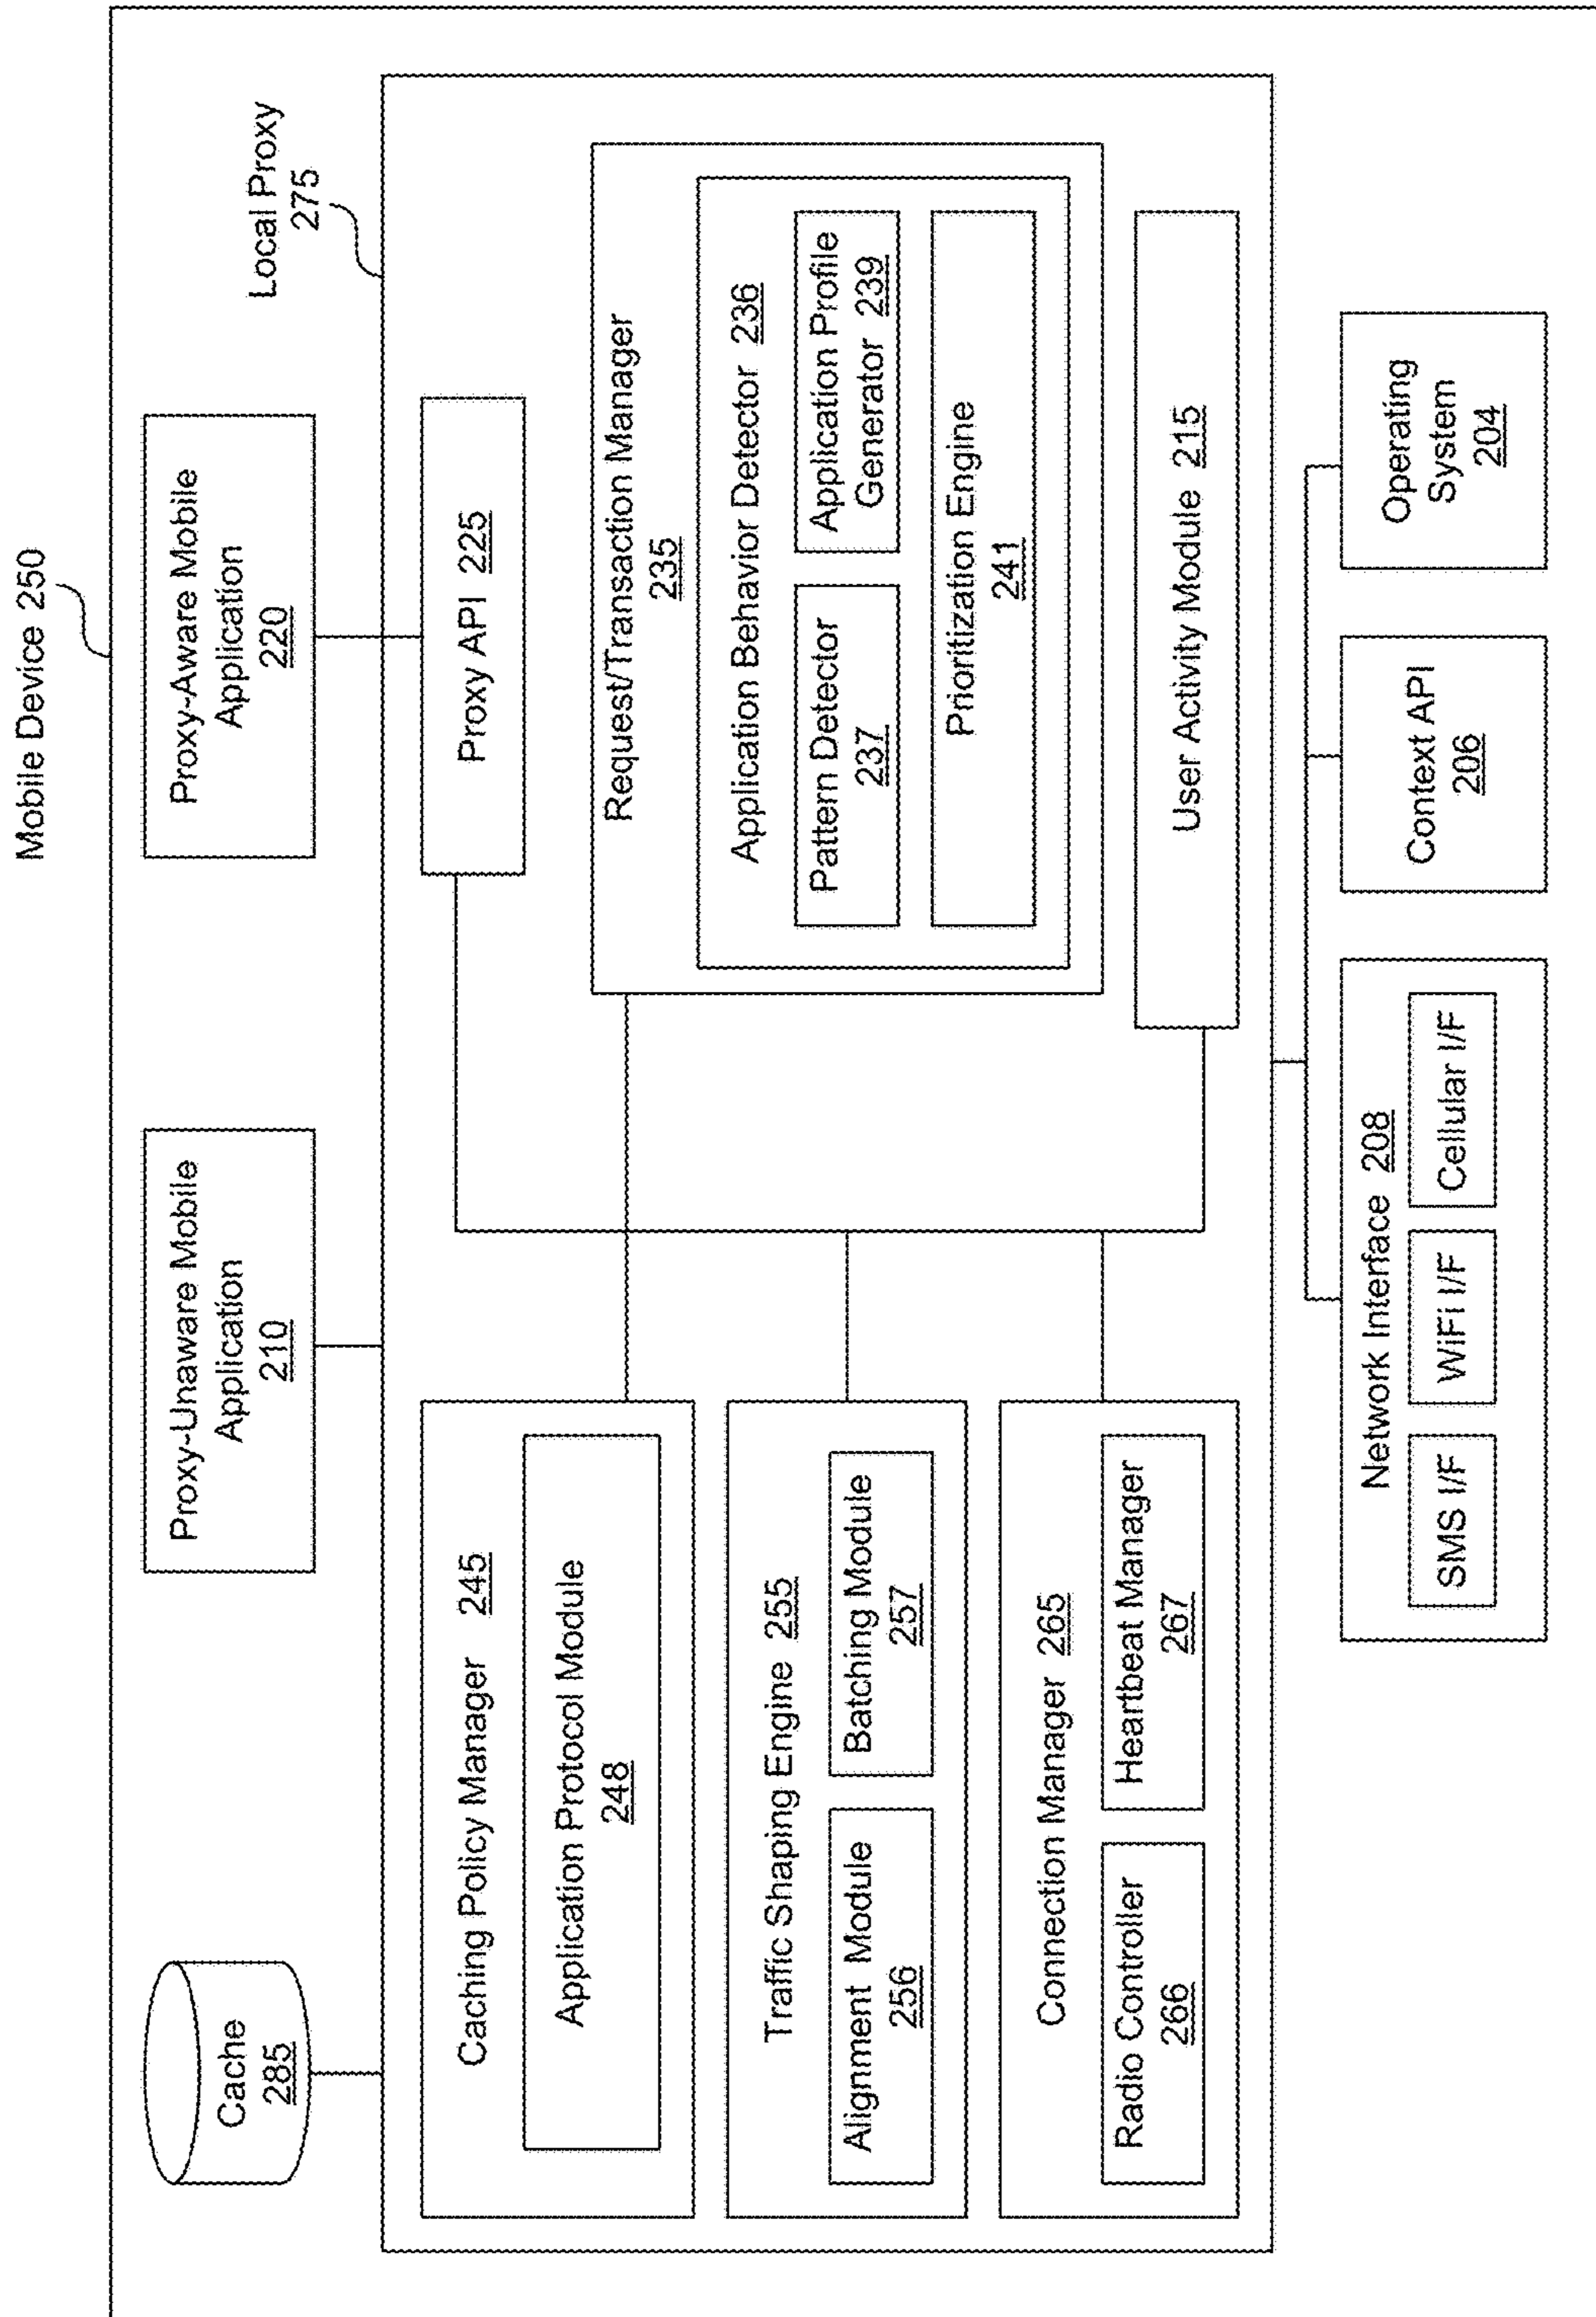 Mobile Device 250
Local Proxy
275
Cache
285
Proxy-Unaware Mobile
Application
210
Proxy-Aware Mobile
Application
220
Caching Policy Manager 245
Application Protocol Module
248
Traffic Shaping Engine 255
Alignment Module
256
Batching Module
257
Connection Manager 265
Radio Controller
266
Heartbeat Manager
267
Proxy API 225
Request/Transaction Manager
235
Application Behavior Detector 236
Pattern Detector
237
Application Profile
Generator 239
Prioritization Engine
241
User Activity Module 215
Network Interface 208
SMS I/F
WiFi I/F
Cellular I/F
Context API
206
Operating
System
204